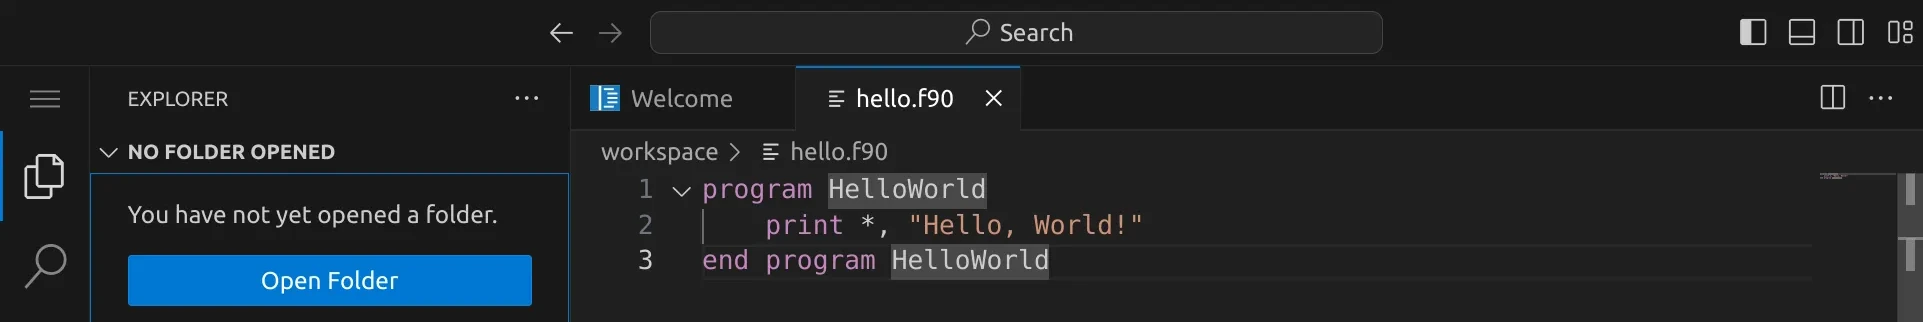 Search
EXPLORER
Welcome
hello.f90
NO FOLDER OPENED
You have not yet opened a folder.
Open Folder
workspace > hello.f90
1 program HelloWorld
2     print *, "Hello, World!"
3 end program HelloWorld